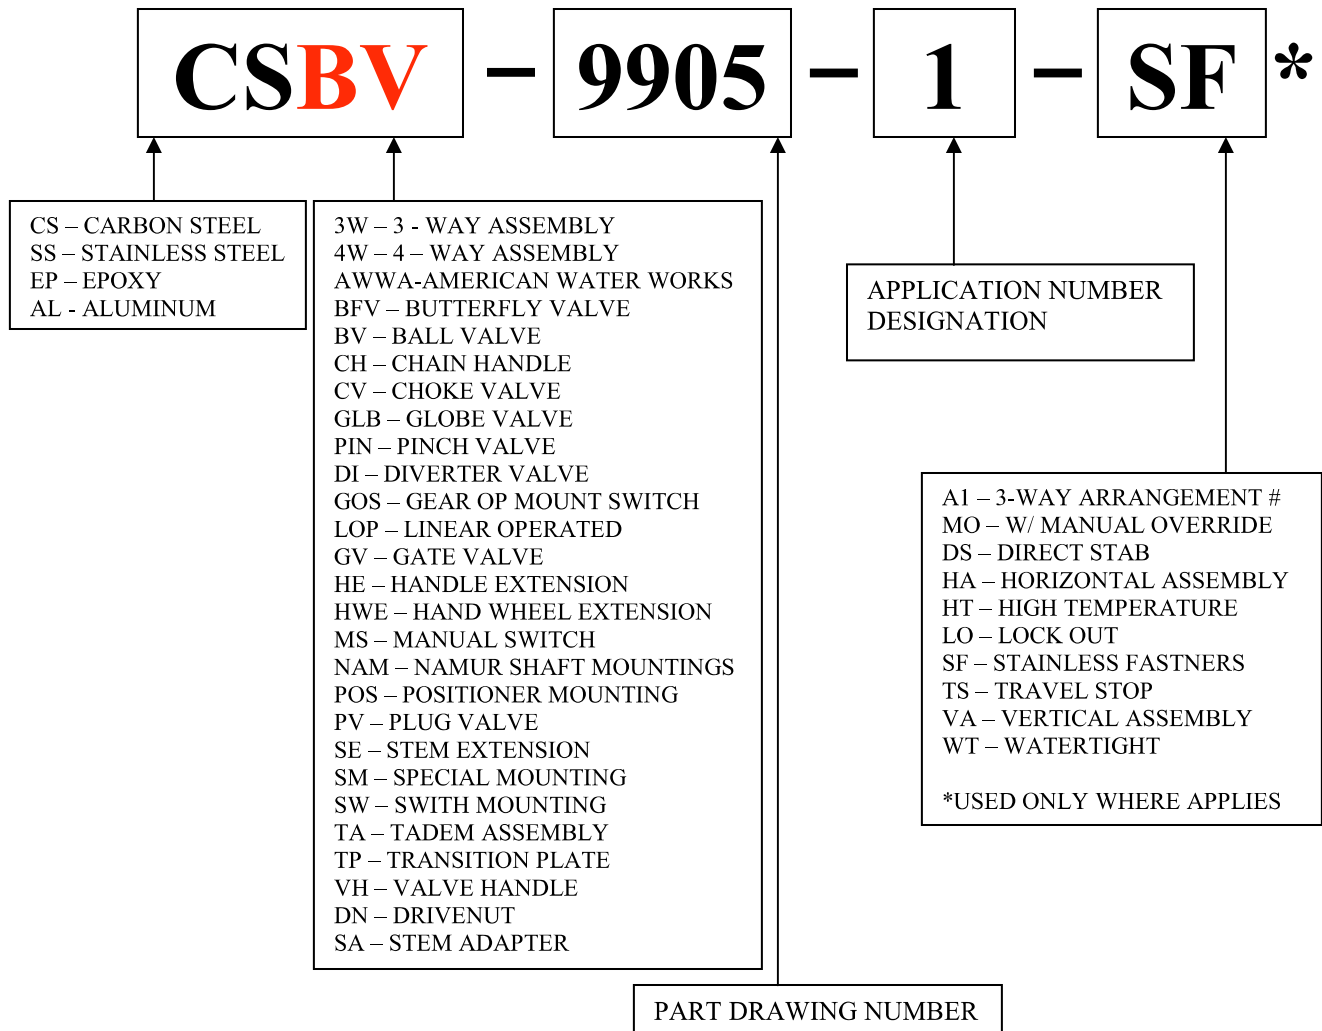 CSBV – 9905 – 1 – SF*
CS – CARBON STEEL
SS – STAINLESS STEEL
EP – EPOXY
AL - ALUMINUM
3W – 3 - WAY ASSEMBLY
4W – 4 – WAY ASSEMBLY
AWWA-AMERICAN WATER WORKS
BFV – BUTTERFLY VALVE
BV – BALL VALVE
CH – CHAIN HANDLE
CV – CHOKE VALVE
GLB – GLOBE VALVE
PIN – PINCH VALVE
DI – DIVERTER VALVE
GOS – GEAR OP MOUNT SWITCH
LOP – LINEAR OPERATED
GV – GATE VALVE
HE – HANDLE EXTENSION
HWE – HAND WHEEL EXTENSION
MS – MANUAL SWITCH
NAM – NAMUR SHAFT MOUNTINGS
POS – POSITIONER MOUNTING
PV – PLUG VALVE
SE – STEM EXTENSION
SM – SPECIAL MOUNTING
SW – SWITH MOUNTING
TA – TADEM ASSEMBLY
TP – TRANSITION PLATE
VH – VALVE HANDLE
DN – DRIVENUT
SA – STEM ADAPTER
PART DRAWING NUMBER
APPLICATION NUMBER
DESIGNATION
A1 – 3-WAY ARRANGEMENT #
MO – W/ MANUAL OVERRIDE
DS – DIRECT STAB
HA – HORIZONTAL ASSEMBLY
HT – HIGH TEMPERATURE
LO – LOCK OUT
SF – STAINLESS FASTNERS
TS – TRAVEL STOP
VA – VERTICAL ASSEMBLY
WT – WATERTIGHT
*USED ONLY WHERE APPLIES